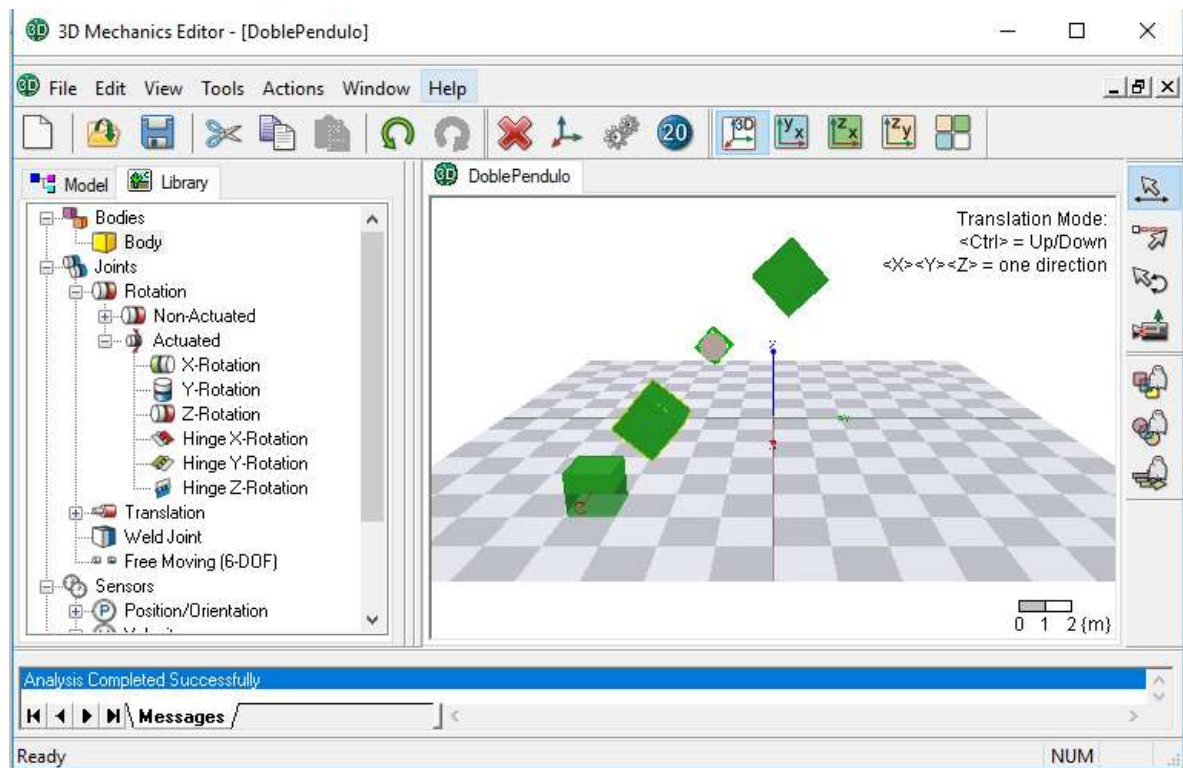 3D Mechanics Editor - [DoblePendulo]
3D File Edit View Tools Actions Window Help
20 3D y x z x z y
Model Library
Bodies
Body
Joints
Rotation
Non-Actuated
Actuated
X-Rotation
Y-Rotation
Z-Rotation
Hinge X-Rotation
Hinge Y-Rotation
Hinge Z-Rotation
Translation
Weld Joint
Free Moving (6-DOF)
Sensors
Position/Orientation
DoblePendulo
Translation Mode:
<Ctrl> = Up/Down
<X><Y><Z> = one direction
0 1 2 {m}
Analysis Completed Successfully
Messages
Ready
NUM